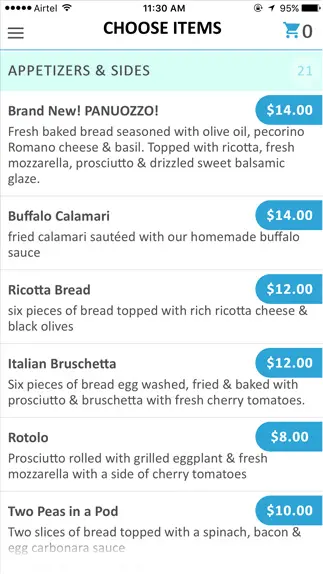 Airtel 11:30 AM 95%
CHOOSE ITEMS 0
APPETIZERS & SIDES 21
Brand New! PANUOZZO! $14.00
Fresh baked bread seasoned with olive oil, pecorino
Romano cheese & basil. Topped with ricotta, fresh
mozzarella, prosciutto & drizzled sweet balsamic
glaze.
Buffalo Calamari $14.00
fried calamari sautéed with our homemade buffalo
sauce
Ricotta Bread $12.00
six pieces of bread topped with rich ricotta cheese &
black olives
Italian Bruschetta $12.00
Six pieces of bread egg washed, fried & baked with
prosciutto & bruschetta with fresh cherry tomatoes.
Rotolo $8.00
Prosciutto rolled with grilled eggplant & fresh
mozzarella with a side of cherry tomatoes
Two Peas in a Pod $10.00
Two slices of bread topped with a spinach, bacon &
egg carbonara sauce